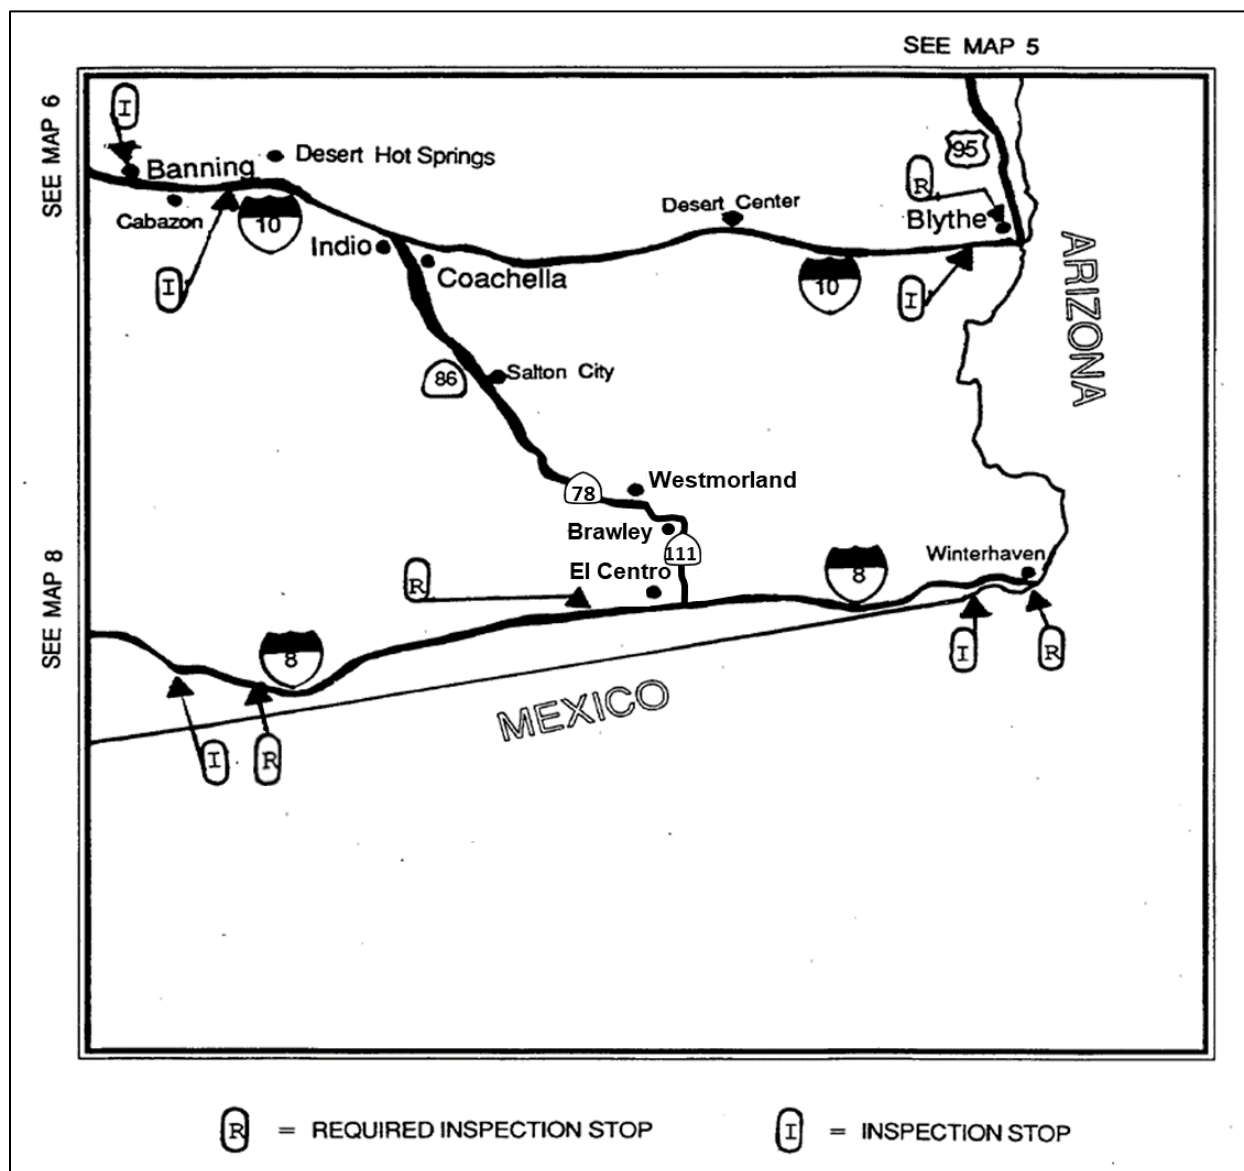 SEE MAP 5
SEE MAP 6
I
Banning
Desert Hot Springs
95
R
Cabazon
10
Desert Center
Blythe
Indio
ARIZONA
I
Coachella
10
I
86
Salton City
78
Westmorland
Brawley
111
SEE MAP 8
El Centro
8
Winterhaven
R
8
I
R
MEXICO
I
R
R = REQUIRED INSPECTION STOP
I = INSPECTION STOP